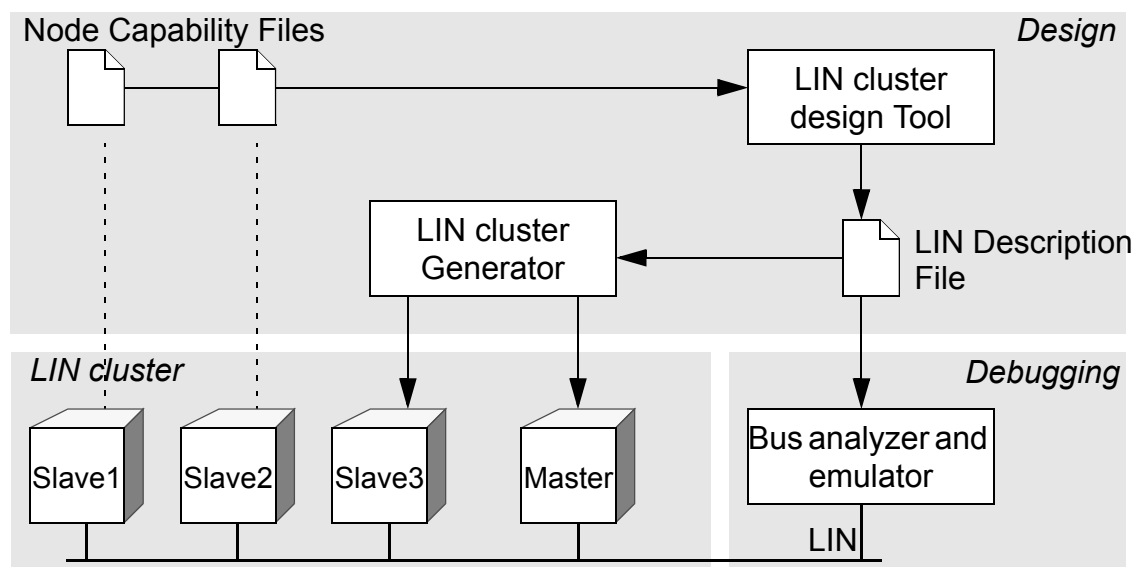 Node Capability Files
Design
LIN cluster
design Tool
LIN cluster
Generator
LIN Description
File
LIN cluster
Debugging
Slave1
Slave2
Slave3
Master
Bus analyzer and
emulator
LIN